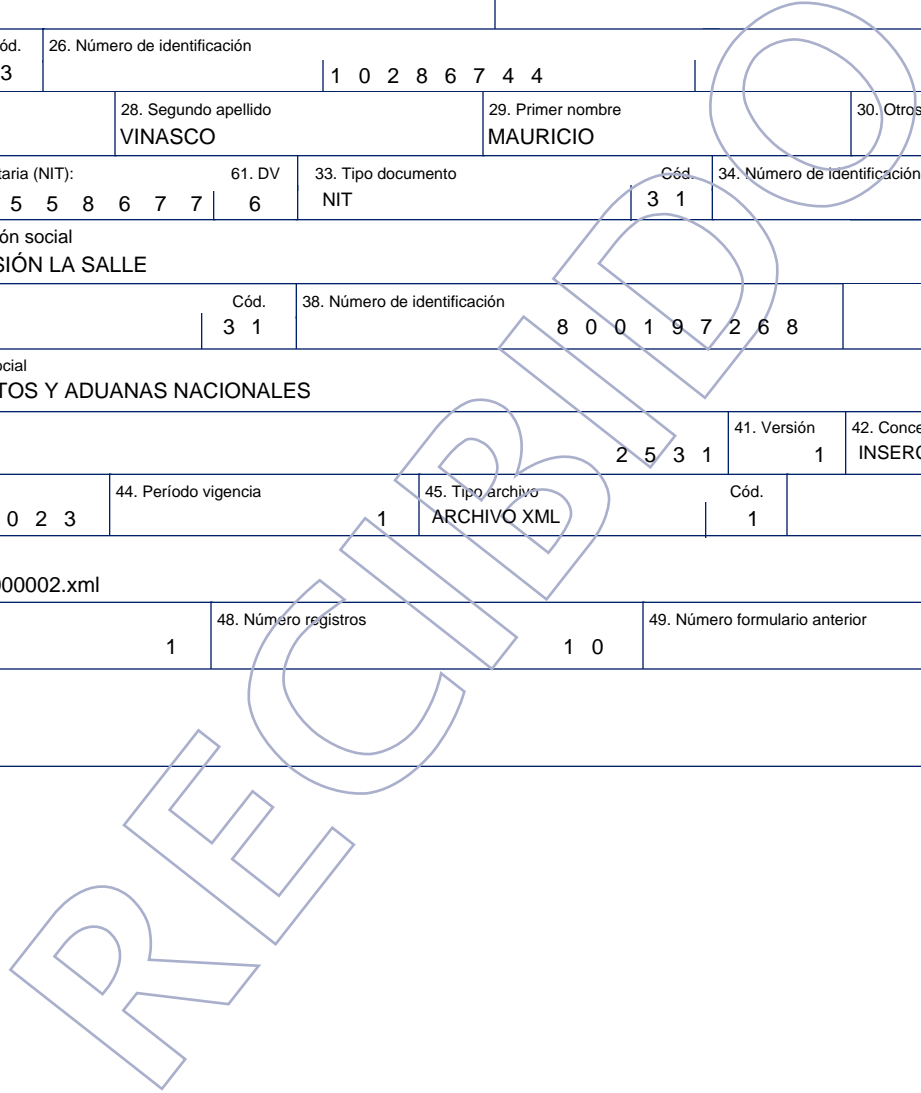 ód. 26. Número de identificación
3 1 0 2 8 6 7 4 4
28. Segundo apellido 29. Primer nombre 30. Otros
VINASCO MAURICIO
taria (NIT): 61. DV 33. Tipo documento Cód. 34. Número de identificación
5 5 8 6 7 7 6 NIT 3 1
ón social
SIÓN LA SALLE
Cód. 38. Número de identificación
3 1 8 0 0 1 9 7 2 6 8
ocial
TOS Y ADUANAS NACIONALES
41. Versión 42. Conce
2 5 3 1 1 INSERC
44. Período vigencia 45. Tipo archivo Cód.
0 2 3 1 ARCHIVO XML 1
000002.xml
48. Número registros 49. Número formulario anterior
1 1 0
RECIBIDO